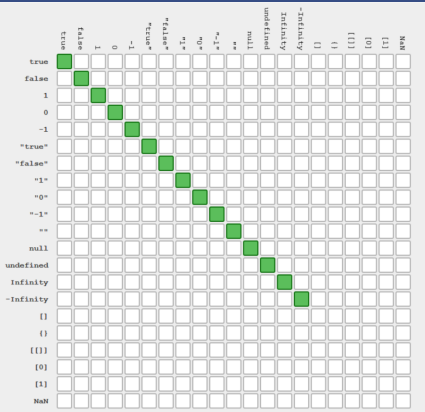 true false 1 0 -1 "true" "false" "1" "0" "-1" "" null undefined Infinity -Infinity [] {} [[]] [0] [1] NaN
true
false
1
0
-1
"true"
"false"
"1"
"0"
"-1"
""
null
undefined
Infinity
-Infinity
[]
{}
[[]]
[0]
[1]
NaN